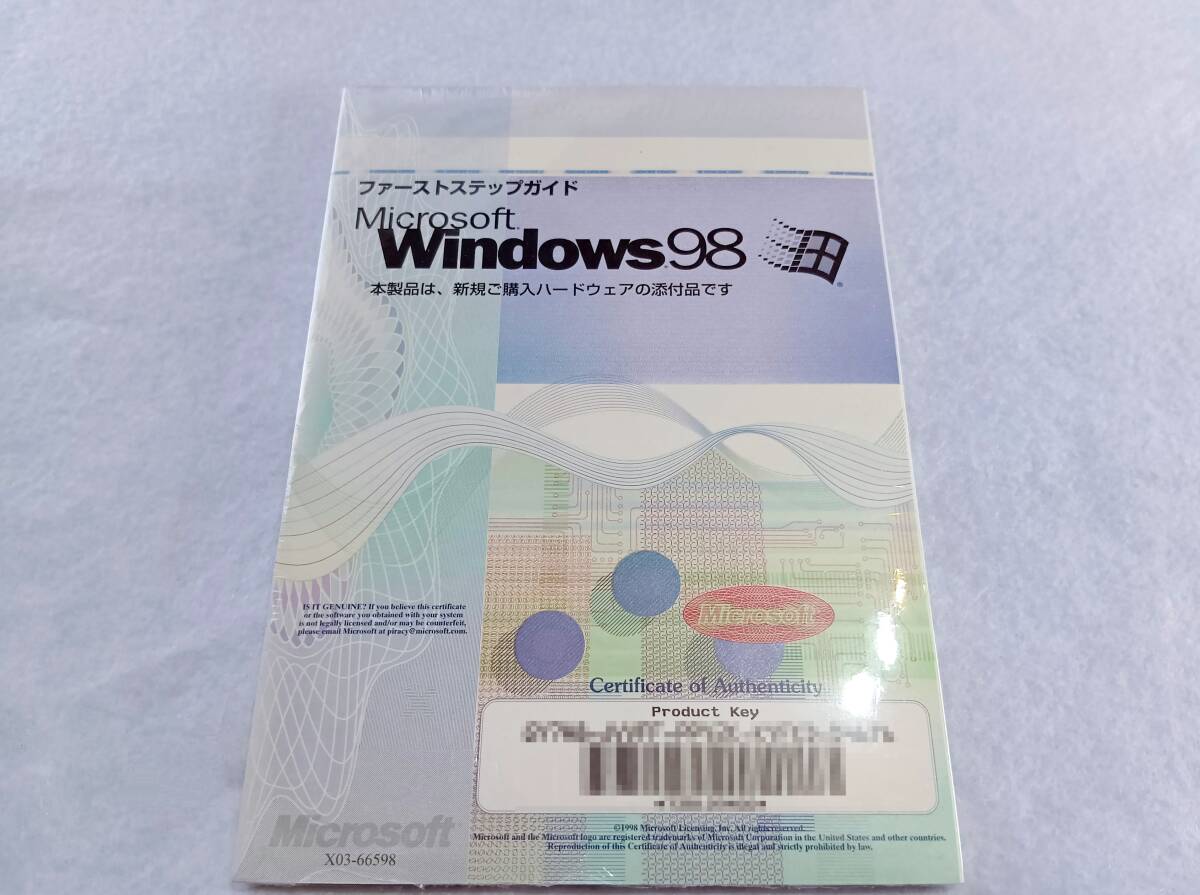 ファーストステップガイド
Microsoft
Windows 98
本製品は、新規ご購入ハードウェアの添付品です
IS IT GENUINE? If you believe this certificate
or the software you obtained with your system
is not legally licensed and/or may be counterfeit,
please email Microsoft at piracy@microsoft.com.
Microsoft
Certificate of Authenticity
Product Key
Microsoft
X03-66598
©1998 Microsoft Licensing, Inc. All rights reserved.
Microsoft and the Microsoft logo are registered trademarks of Microsoft Corporation in the United States and other countries.
Reproduction of this Certificate of Authenticity is illegal and strictly prohibited by law.